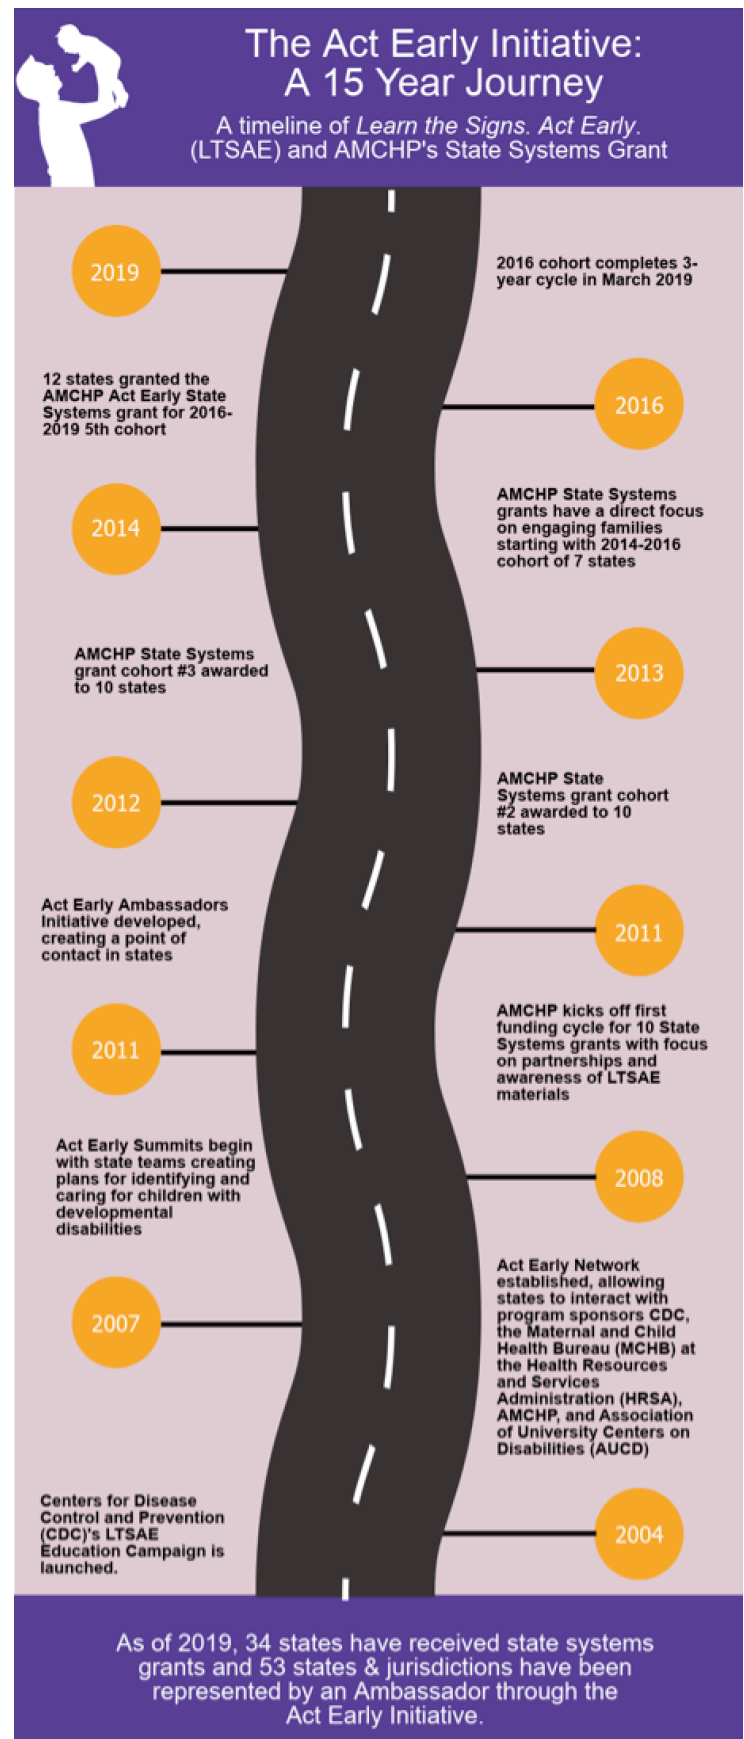 The Act Early Initiative:
A 15 Year Journey
A timeline of Learn the Signs. Act Early.
(LTSAE) and AMCHP's State Systems Grant
2019
2016 cohort completes 3-
year cycle in March 2019
12 states granted the
AMCHP Act Early State
Systems grant for 2016-
2019 5th cohort
2016
AMCHP State Systems
grants have a direct focus
on engaging families
starting with 2014-2016
cohort of 7 states
2014
AMCHP State Systems
grant cohort #3 awarded
to 10 states
2013
AMCHP State
Systems grant cohort
#2 awarded to 10
states
2012
Act Early Ambassadors
Initiative developed,
creating a point of
contact in states
2011
AMCHP kicks off first
funding cycle for 10 State
Systems grants with focus
on partnerships and
awareness of LTSAE
materials
2011
Act Early Summits begin
with state teams creating
plans for identifying and
caring for children with
developmental
disabilities
2008
Act Early Network
established, allowing
states to interact with
program sponsors CDC,
the Maternal and Child
Health Bureau (MCHB) at
the Health Resources
and Services
Administration (HRSA),
AMCHP, and Association
of University Centers on
Disabilities (AUCD)
2007
Centers for Disease
Control and Prevention
(CDC)'s LTSAE
Education Campaign is
launched.
2004
As of 2019, 34 states have received state systems
grants and 53 states & jurisdictions have been
represented by an Ambassador through the
Act Early Initiative.